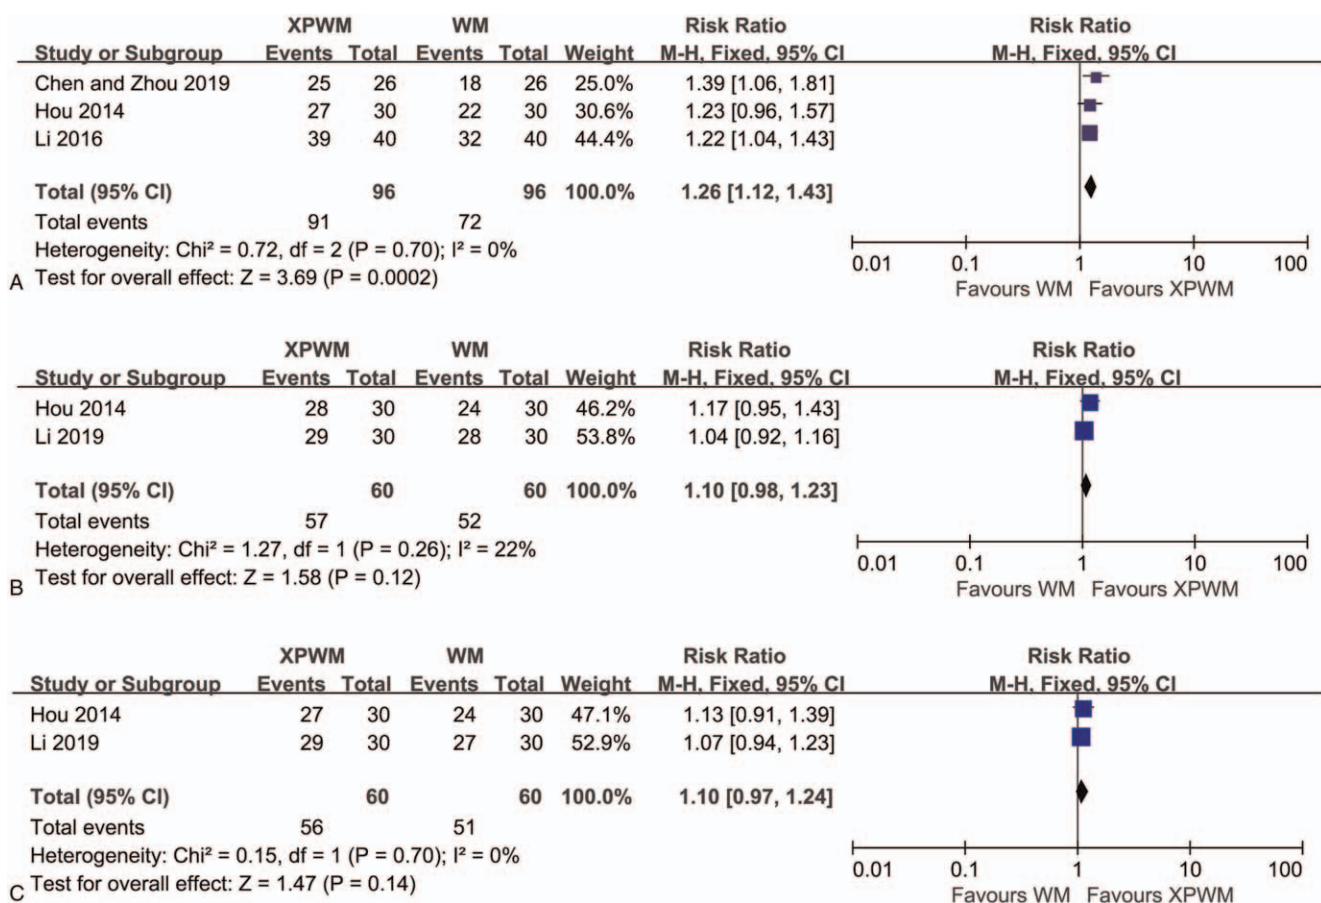 XPWM WM Risk Ratio Risk Ratio
Study or Subgroup Events Total Events Total Weight M-H, Fixed, 95% CI M-H, Fixed, 95% CI
Chen and Zhou 2019 25 26 18 26 25.0% 1.39 [1.06, 1.81]
Hou 2014 27 30 22 30 30.6% 1.23 [0.96, 1.57]
Li 2016 39 40 32 40 44.4% 1.22 [1.04, 1.43]
Total (95% CI) 96 96 100.0% 1.26 [1.12, 1.43]
Total events 91 72
Heterogeneity: Chi² = 0.72, df = 2 (P = 0.70); I² = 0%
A Test for overall effect: Z = 3.69 (P = 0.0002)
0.01 0.1 1 10 100
Favours WM Favours XPWM
XPWM WM Risk Ratio Risk Ratio
Study or Subgroup Events Total Events Total Weight M-H, Fixed, 95% CI M-H, Fixed, 95% CI
Hou 2014 28 30 24 30 46.2% 1.17 [0.95, 1.43]
Li 2019 29 30 28 30 53.8% 1.04 [0.92, 1.16]
Total (95% CI) 60 60 100.0% 1.10 [0.98, 1.23]
Total events 57 52
Heterogeneity: Chi² = 1.27, df = 1 (P = 0.26); I² = 22%
B Test for overall effect: Z = 1.58 (P = 0.12)
0.01 0.1 1 10 100
Favours WM Favours XPWM
XPWM WM Risk Ratio Risk Ratio
Study or Subgroup Events Total Events Total Weight M-H, Fixed, 95% CI M-H, Fixed, 95% CI
Hou 2014 27 30 24 30 47.1% 1.13 [0.91, 1.39]
Li 2019 29 30 27 30 52.9% 1.07 [0.94, 1.23]
Total (95% CI) 60 60 100.0% 1.10 [0.97, 1.24]
Total events 56 51
Heterogeneity: Chi² = 0.15, df = 1 (P = 0.70); I² = 0%
C Test for overall effect: Z = 1.47 (P = 0.14)
0.01 0.1 1 10 100
Favours WM Favours XPWM